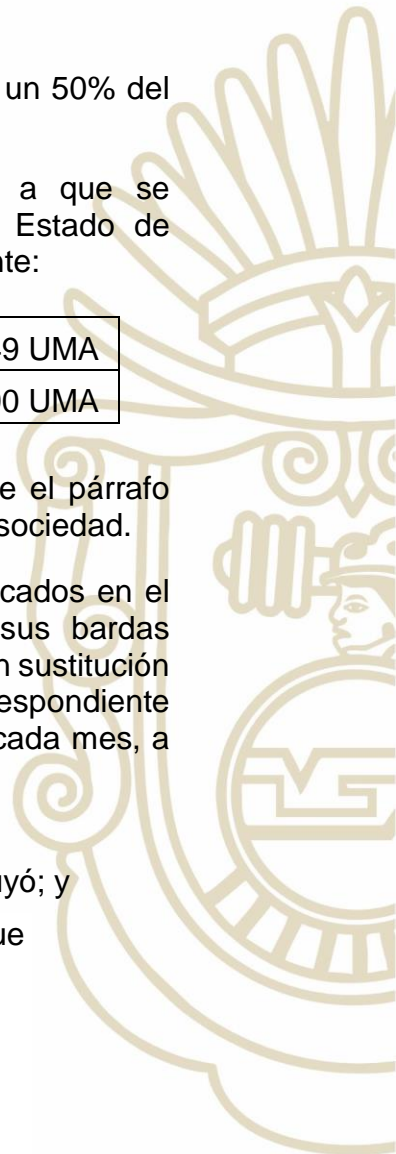 un 50% del
a que se
Estado de
nte:
9 UMA
0 UMA
e el párrafo
sociedad.
cados en el
sus bardas
n sustitución
espondiente
cada mes, a
uyó; y
ue